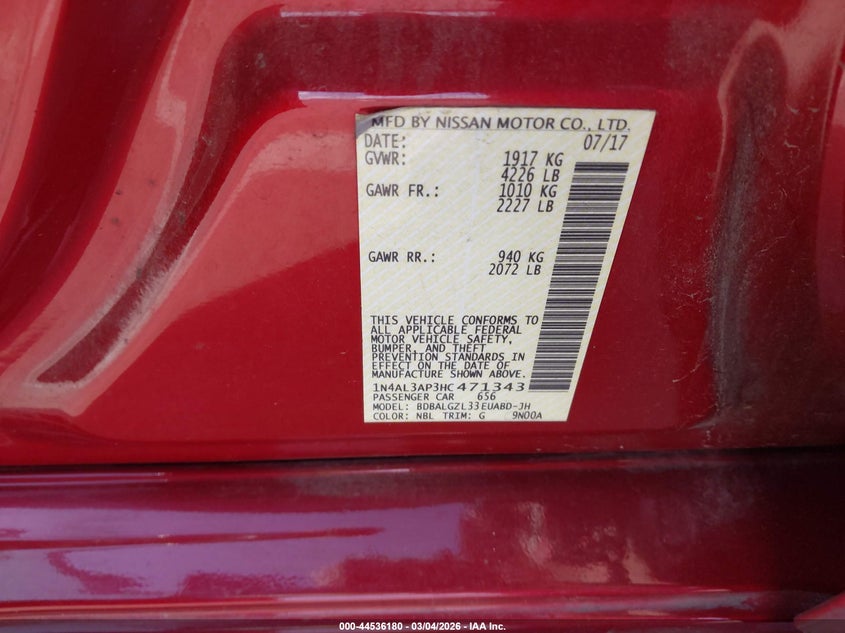 MFD BY NISSAN MOTOR CO., LTD.
DATE: 07/17
GVWR: 1917 KG
4226 LB
GAWR FR.: 1010 KG
2227 LB
GAWR RR.: 940 KG
2072 LB
THIS VEHICLE CONFORMS TO
ALL APPLICABLE FEDERAL
MOTOR VEHICLE SAFETY,
BUMPER, AND THEFT
PREVENTION STANDARDS IN
EFFECT ON THE DATE OF
MANUFACTURE SHOWN ABOVE.
1N4AL3AP3HC471343
PASSENGER CAR 656
MODEL: BDBALGZL33EUABD-JH
COLOR: NBL TRIM: G 9N00A
000-44536180 - 03/04/2026 - IAA Inc.